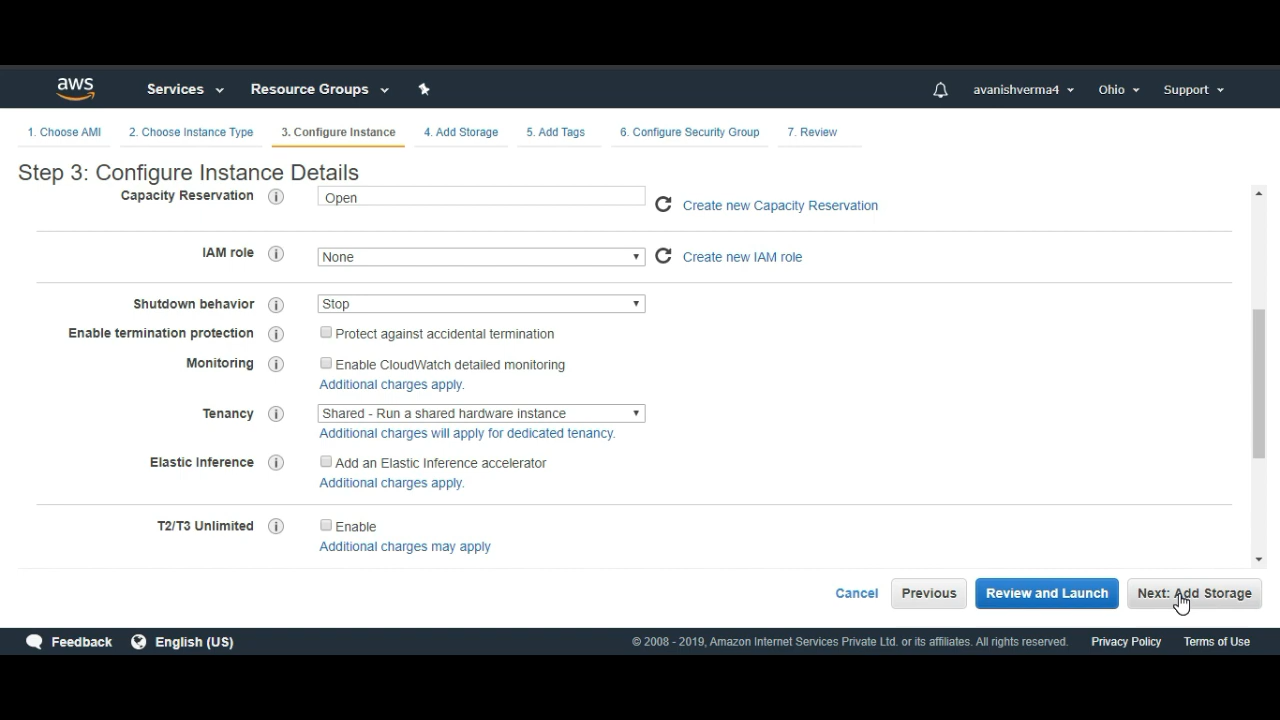 aws Services Resource Groups avanishverma4 Ohio Support
1. Choose AMI 2. Choose Instance Type 3. Configure Instance 4. Add Storage 5. Add Tags 6. Configure Security Group 7. Review
Step 3: Configure Instance Details
Capacity Reservation i Open Create new Capacity Reservation
IAM role i None Create new IAM role
Shutdown behavior i Stop
Enable termination protection i Protect against accidental termination
Monitoring i Enable CloudWatch detailed monitoring
Additional charges apply.
Tenancy i Shared - Run a shared hardware instance
Additional charges will apply for dedicated tenancy.
Elastic Inference i Add an Elastic Inference accelerator
Additional charges apply.
T2/T3 Unlimited i Enable
Additional charges may apply
Cancel Previous Review and Launch Next: Add Storage
Feedback English (US) © 2008 - 2019, Amazon Internet Services Private Ltd. or its affiliates. All rights reserved. Privacy Policy Terms of Use